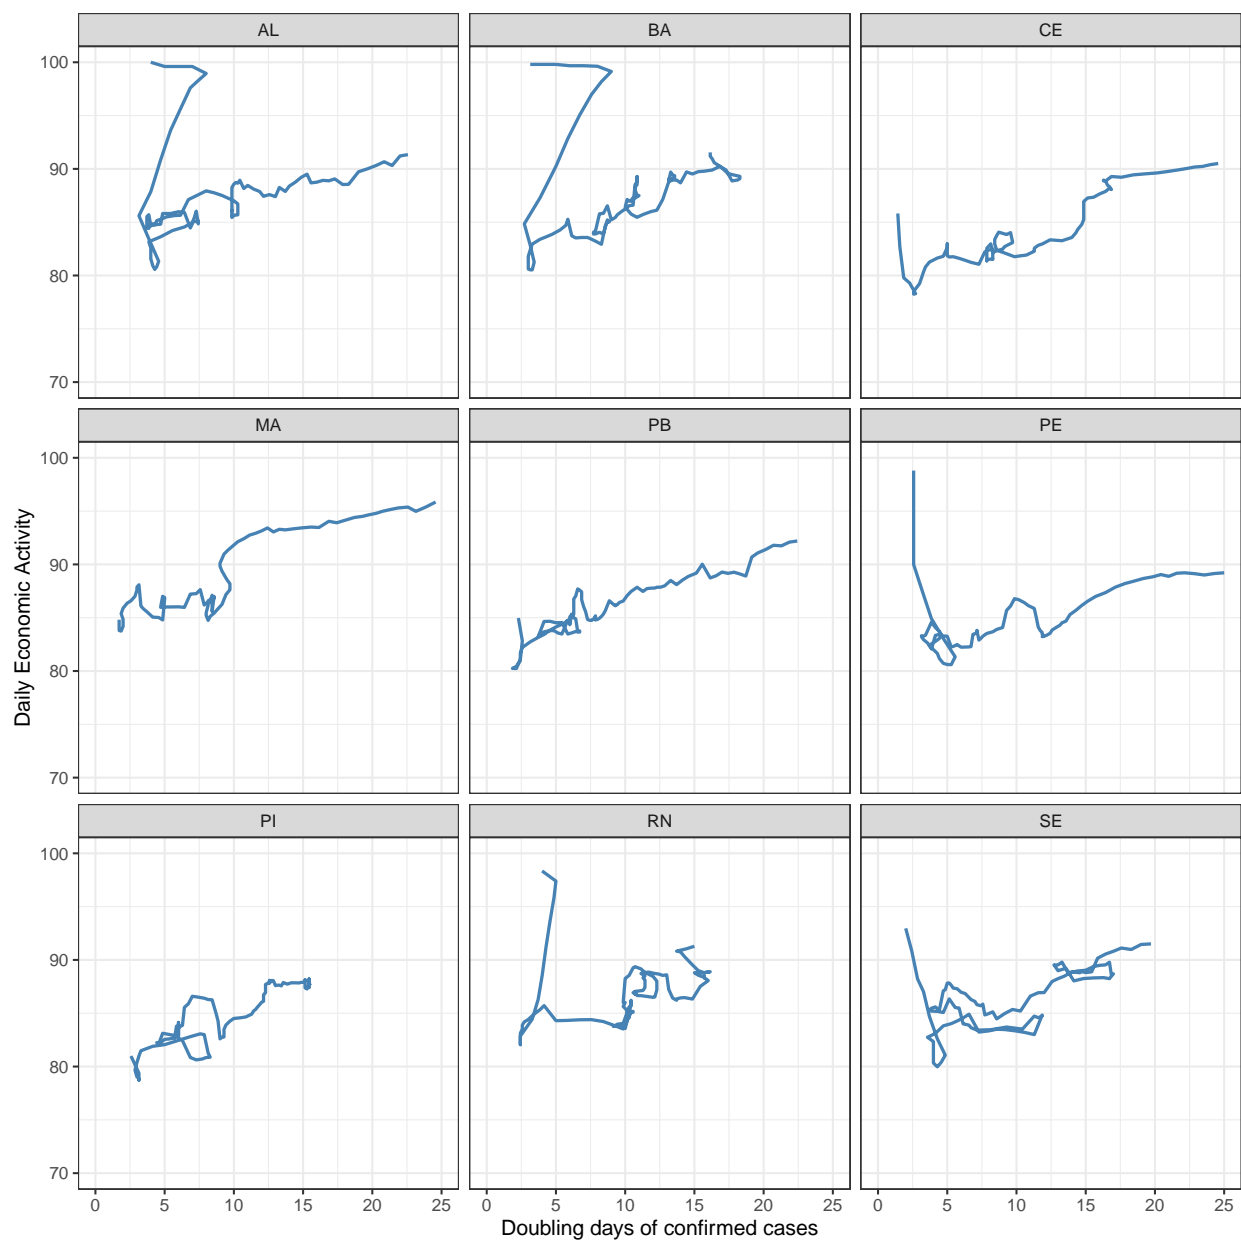 AL BA CE
100
90
80
70
MA PB PE
100
90
80
70
Daily Economic Activity
PI RN SE
100
90
80
70
0 5 10 15 20 25 0 5 10 15 20 25 0 5 10 15 20 25
Doubling days of confirmed cases